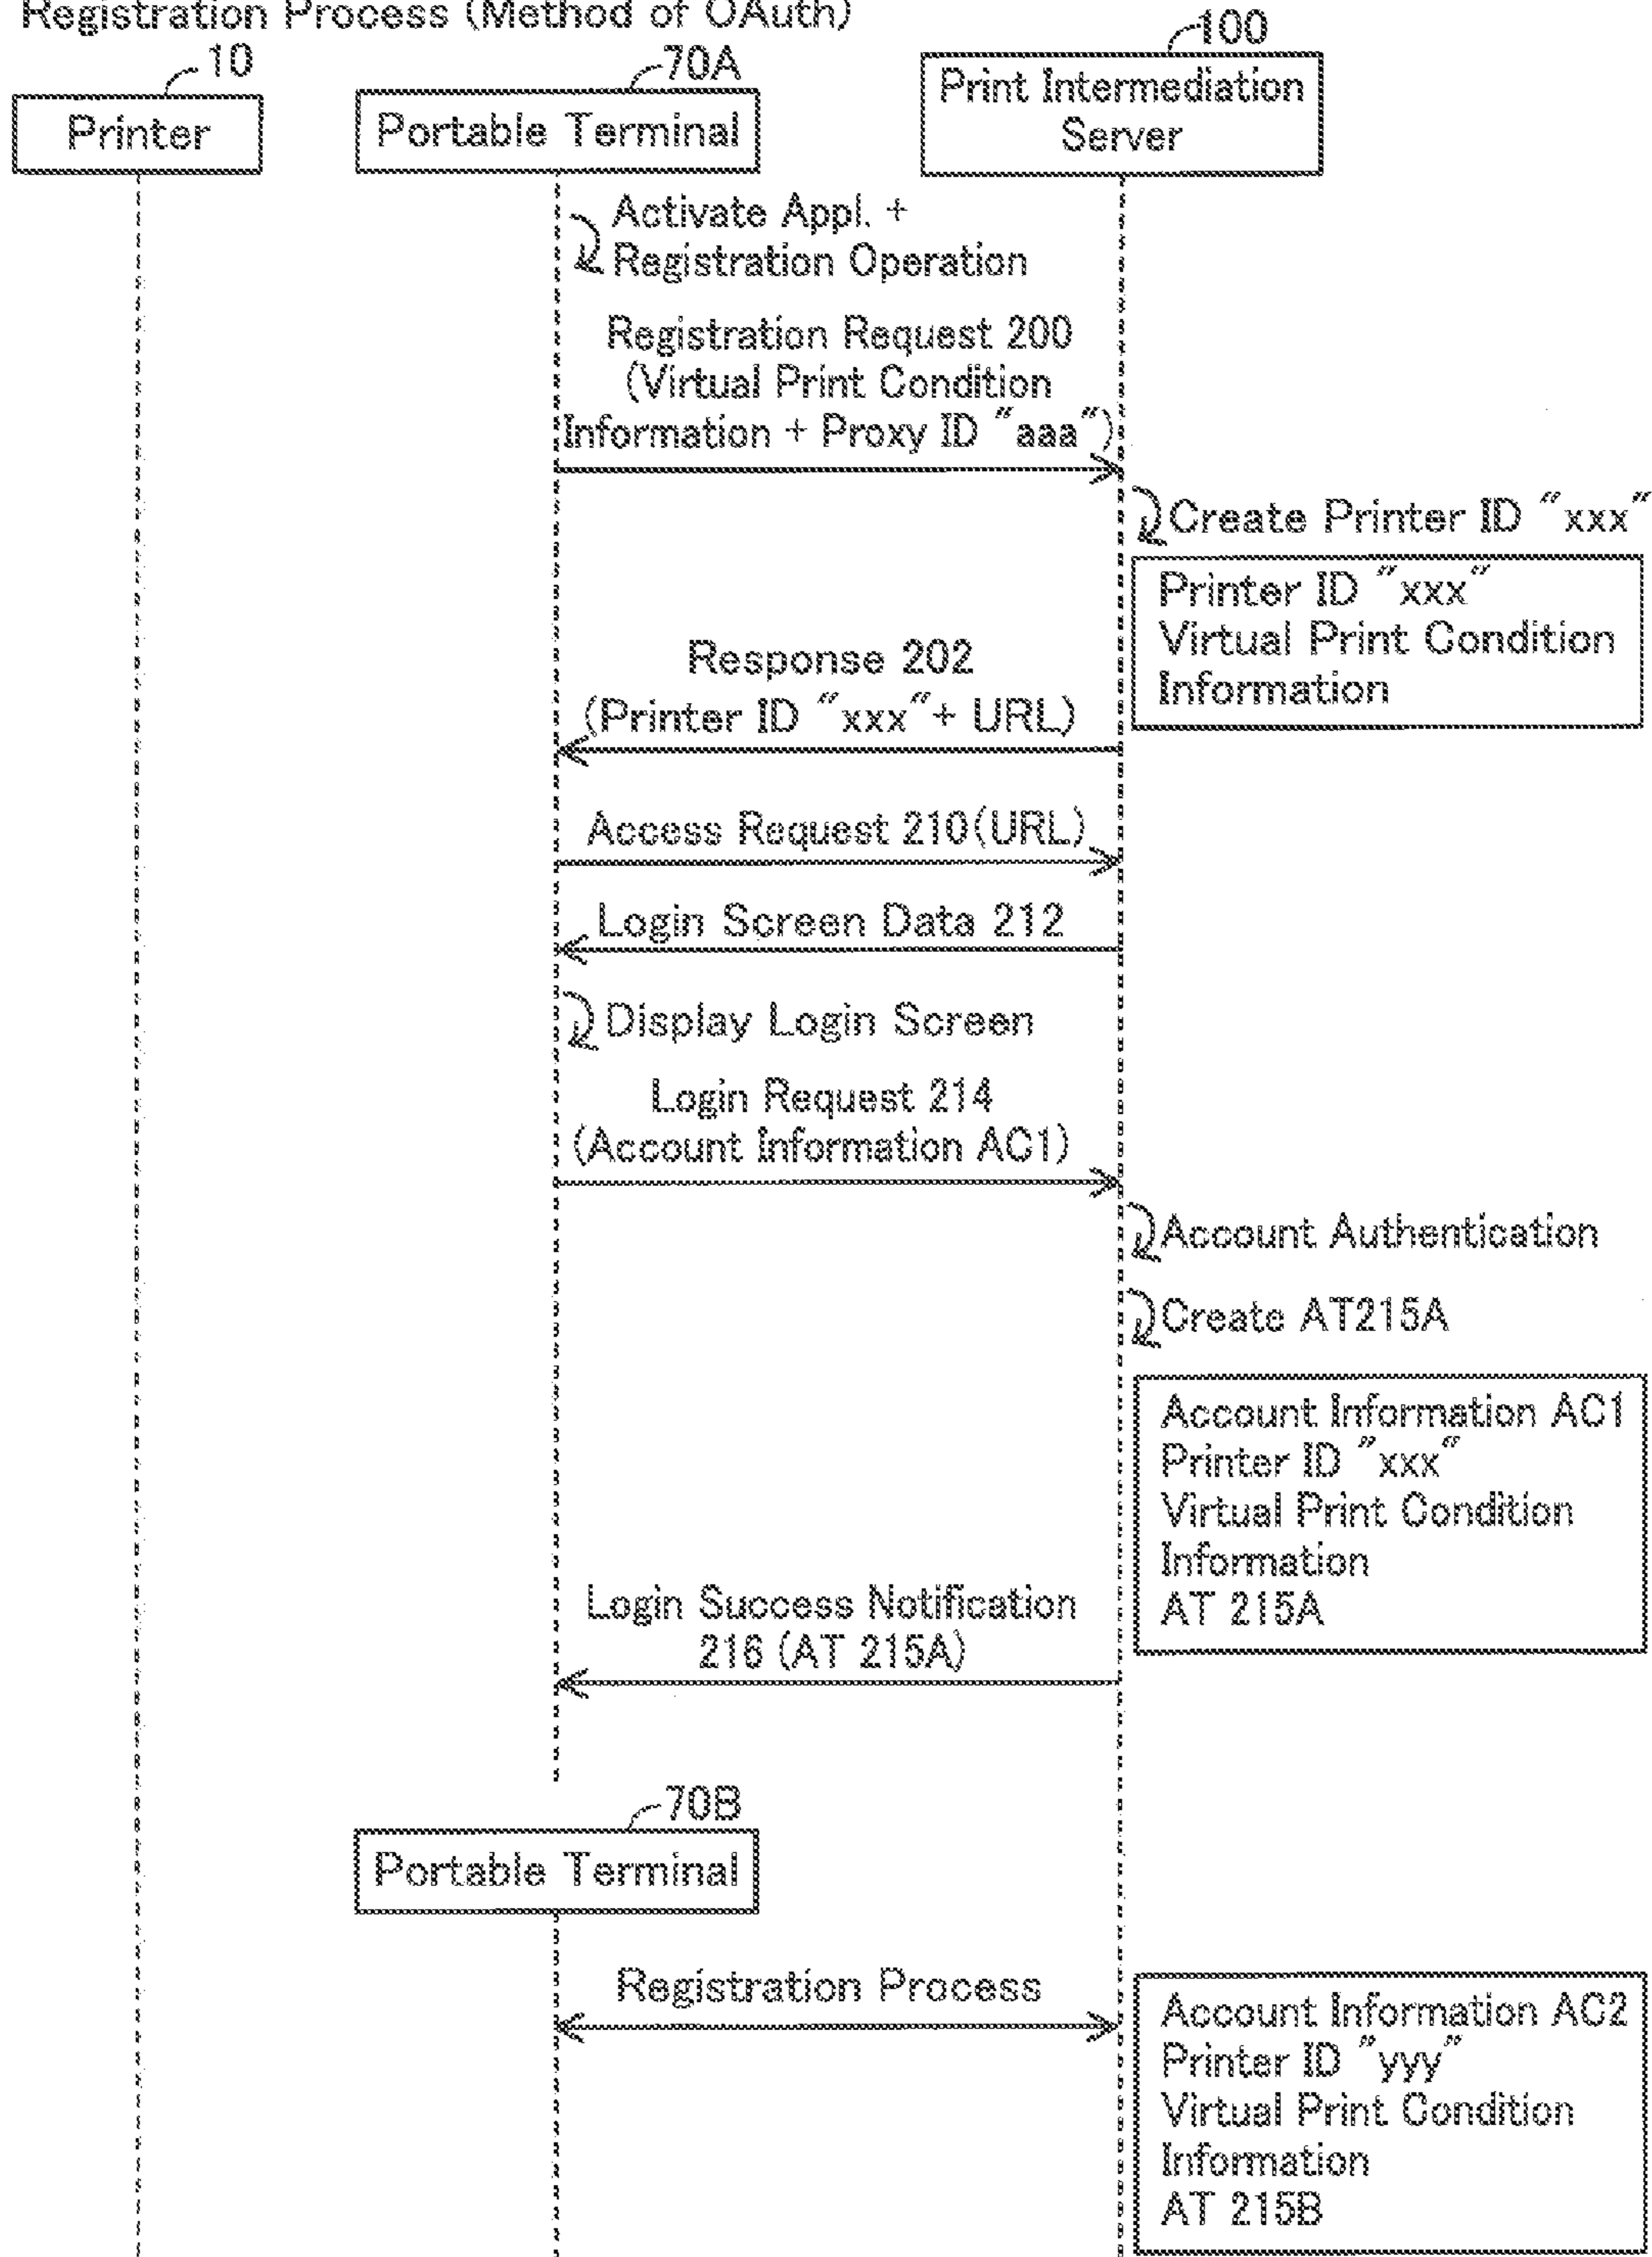 Registration Process (Method of OAuth)
10
70A
100
Printer
Portable Terminal
Print Intermediation
Server
Activate Appl. +
Registration Operation
Registration Request 200
(Virtual Print Condition
Information + Proxy ID "aaa")
Create Printer ID "xxx"
Printer ID "xxx"
Virtual Print Condition
Information
Response 202
(Printer ID "xxx"+ URL)
Access Request 210(URL)
Login Screen Data 212
Display Login Screen
Login Request 214
(Account Information AC1)
Account Authentication
Create AT215A
Account Information AC1
Printer ID "xxx"
Virtual Print Condition
Information
AT 215A
Login Success Notification
216 (AT 215A)
70B
Portable Terminal
Registration Process
Account Information AC2
Printer ID "yyy"
Virtual Print Condition
Information
AT 215B